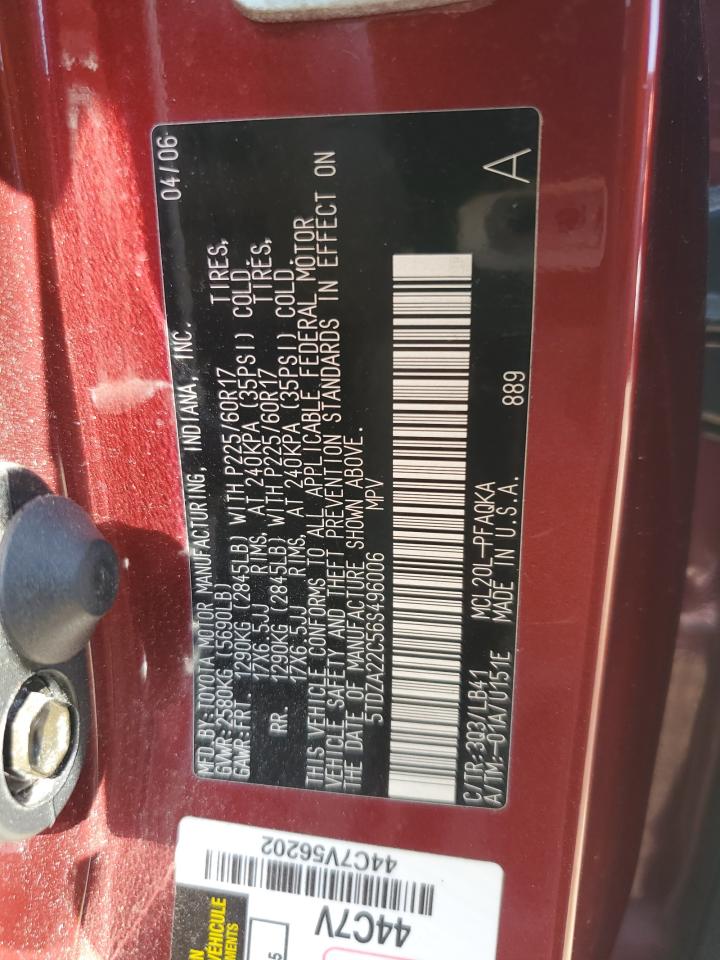 MFD.BY:TOYOTA MOTOR MANUFACTURING, INDIANA, INC. 04/06
GVWR:2580KG (5690LB)
GAWR:FRT. 1290KG (2845LB) WITH P225/60R17 TIRES,
17X6.5JJ RIMS, AT 240KPA (35PSI) COLD.
RR. 1290KG (2845LB) WITH P225/60R17 TIRES,
17X6.5JJ RIMS, AT 240KPA (35PSI) COLD.
THIS VEHICLE CONFORMS TO ALL APPLICABLE FEDERAL MOTOR
VEHICLE SAFETY AND THEFT PREVENTION STANDARDS IN EFFECT ON
THE DATE OF MANUFACTURE SHOWN ABOVE.
5TDZA22C56S496006 MPV
C/TR:3Q3/LB41 MCL20L-PFAQKA
A/TM:-01A/U151E MADE IN U.S.A. 889
A
44C7V56202
44C7V
VÉHICULE